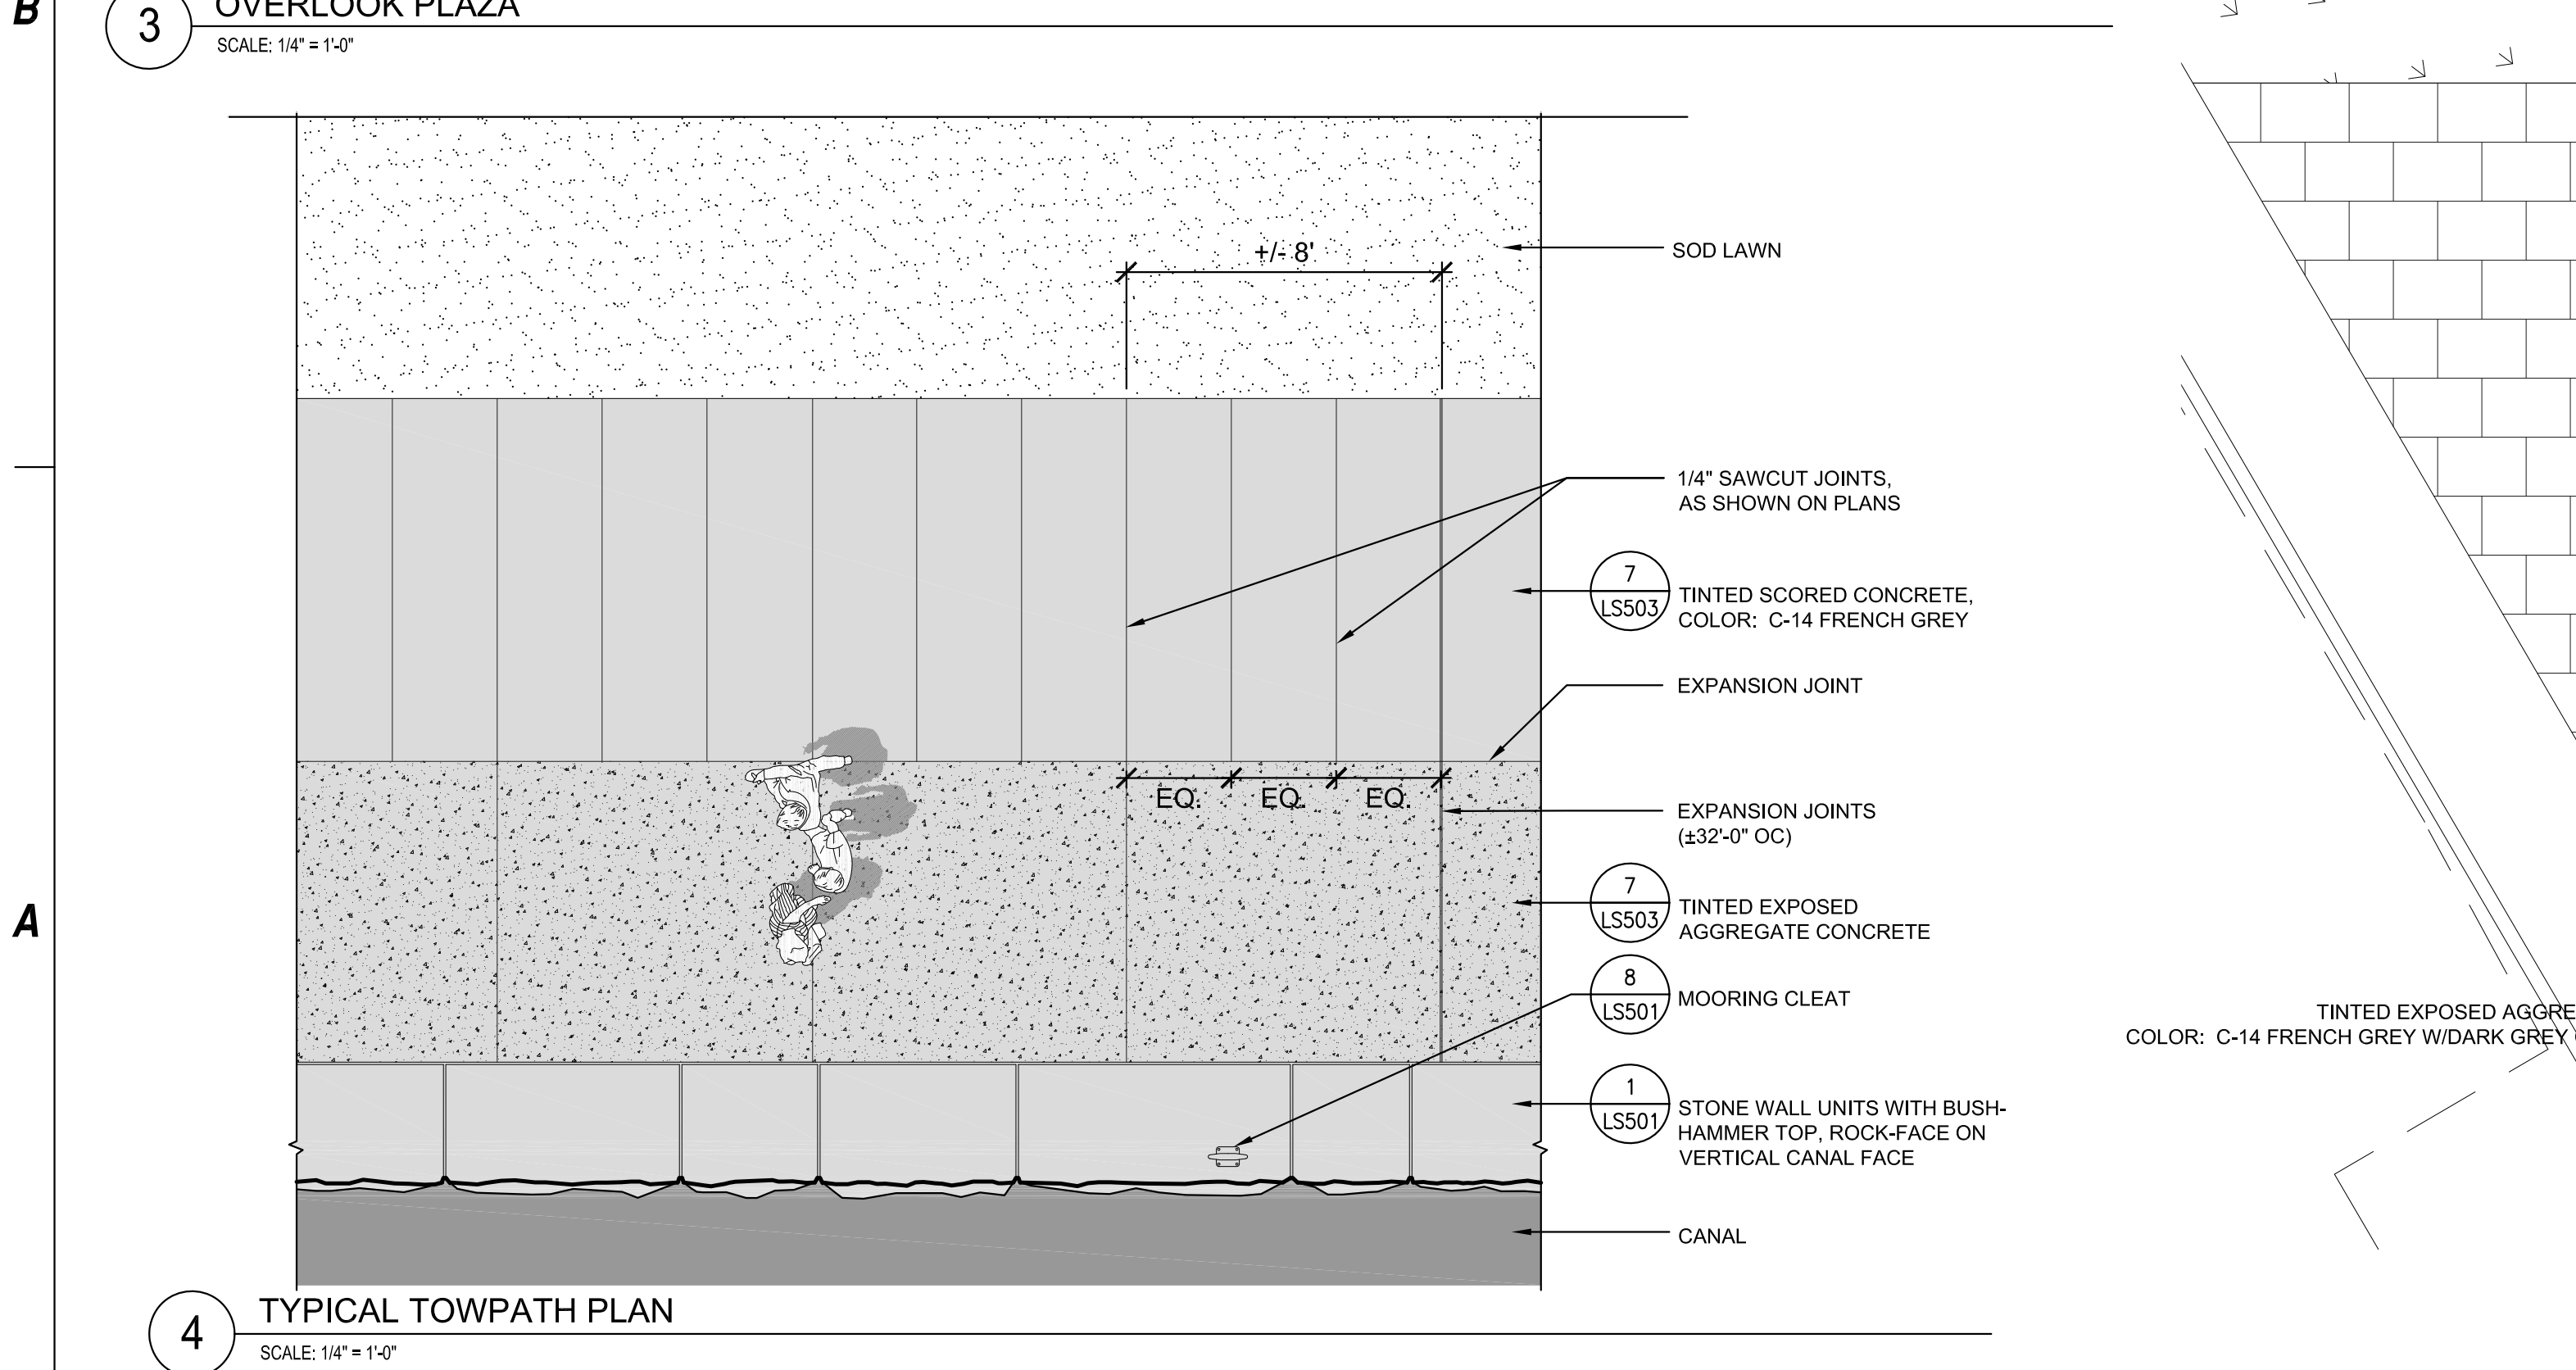 B
3
OVERLOOK PLAZA
SCALE: 1/4" = 1'-0"
+/- 8'
SOD LAWN
1/4" SAWCUT JOINTS,
AS SHOWN ON PLANS
7
LS503
TINTED SCORED CONCRETE,
COLOR: C-14 FRENCH GREY
EXPANSION JOINT
EQ.
EQ.
EQ.
EXPANSION JOINTS
(±32'-0" OC)
A
7
LS503
TINTED EXPOSED
AGGREGATE CONCRETE
8
LS501
MOORING CLEAT
TINTED EXPOSED AGGRE
COLOR: C-14 FRENCH GREY W/DARK GREY
1
LS501
STONE WALL UNITS WITH BUSH-
HAMMER TOP, ROCK-FACE ON
VERTICAL CANAL FACE
CANAL
4
TYPICAL TOWPATH PLAN
SCALE: 1/4" = 1'-0"